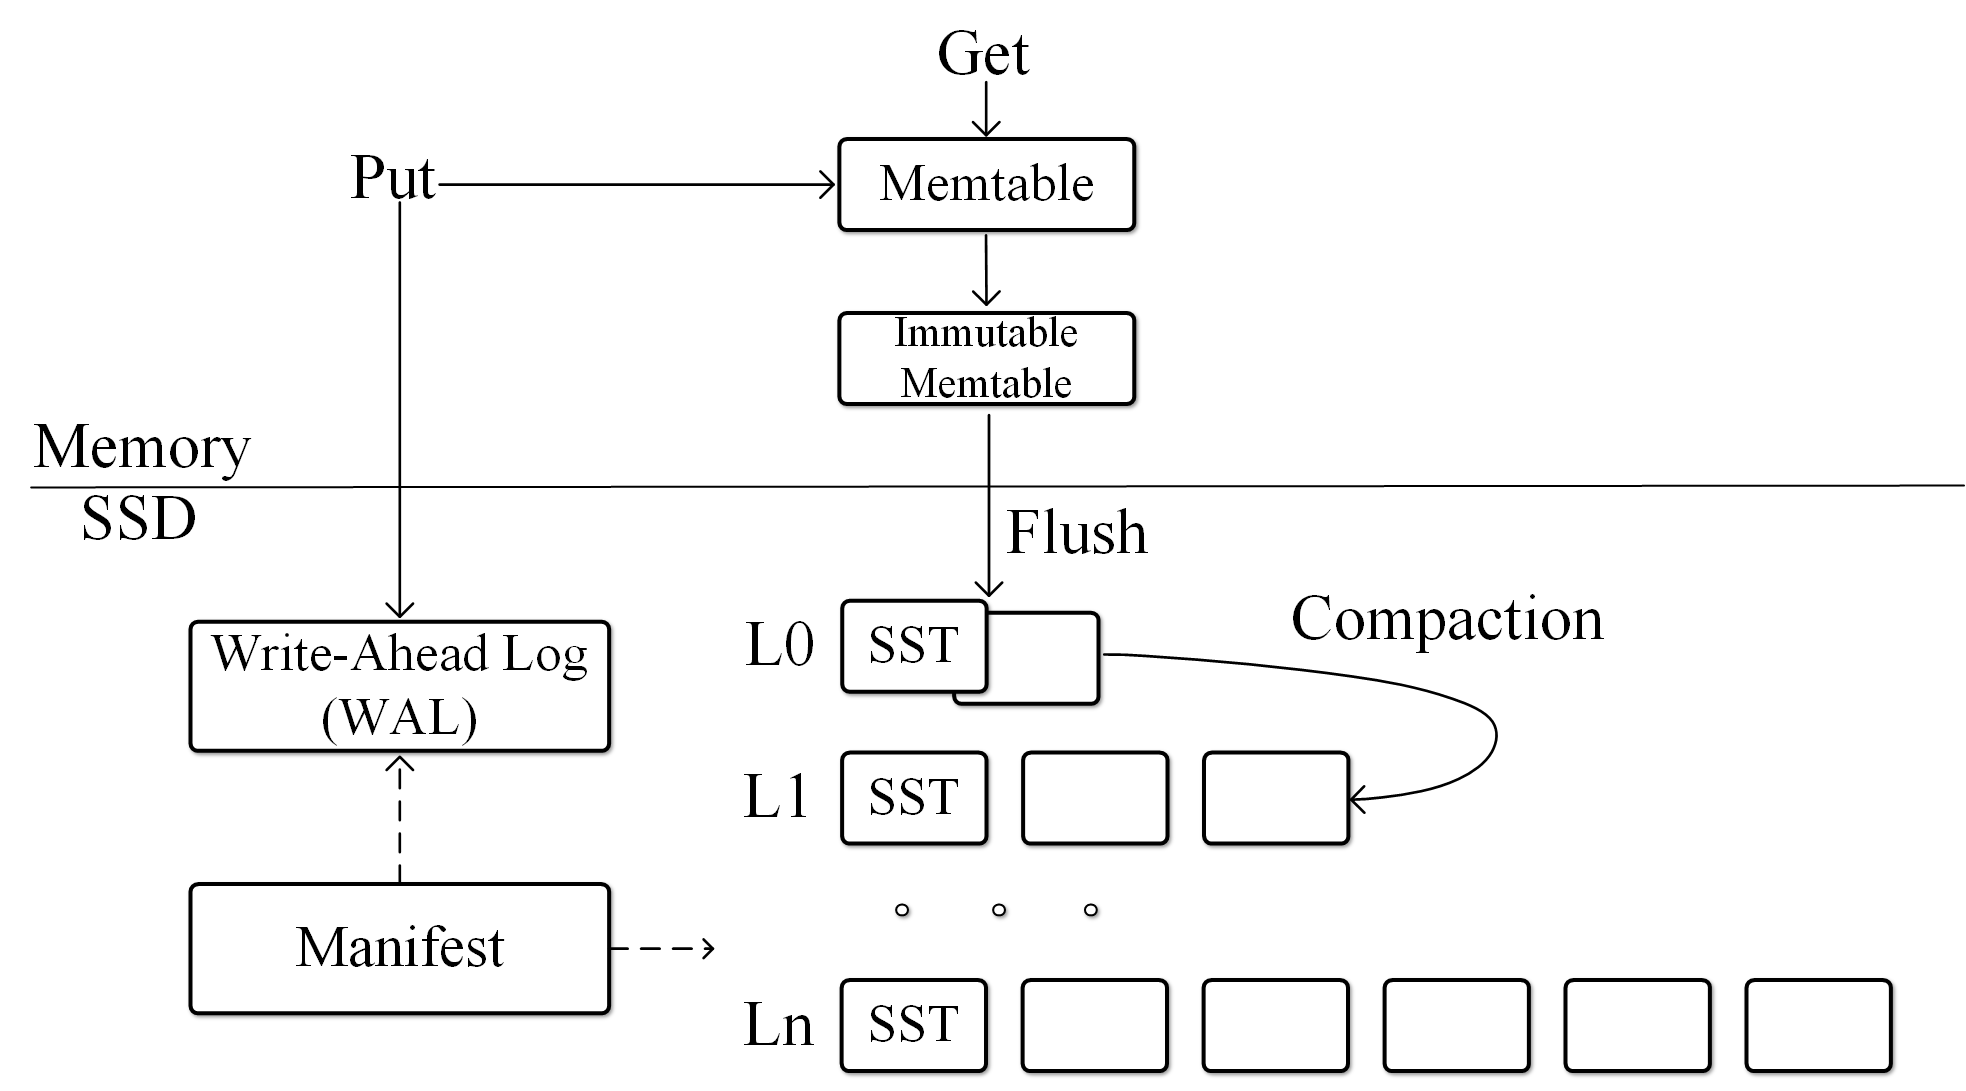 Get
Put
Memtable
Immutable
Memtable
Memory
SSD
Flush
Compaction
Write-Ahead Log
(WAL)
L0
SST
L1
SST
Manifest
Ln
SST